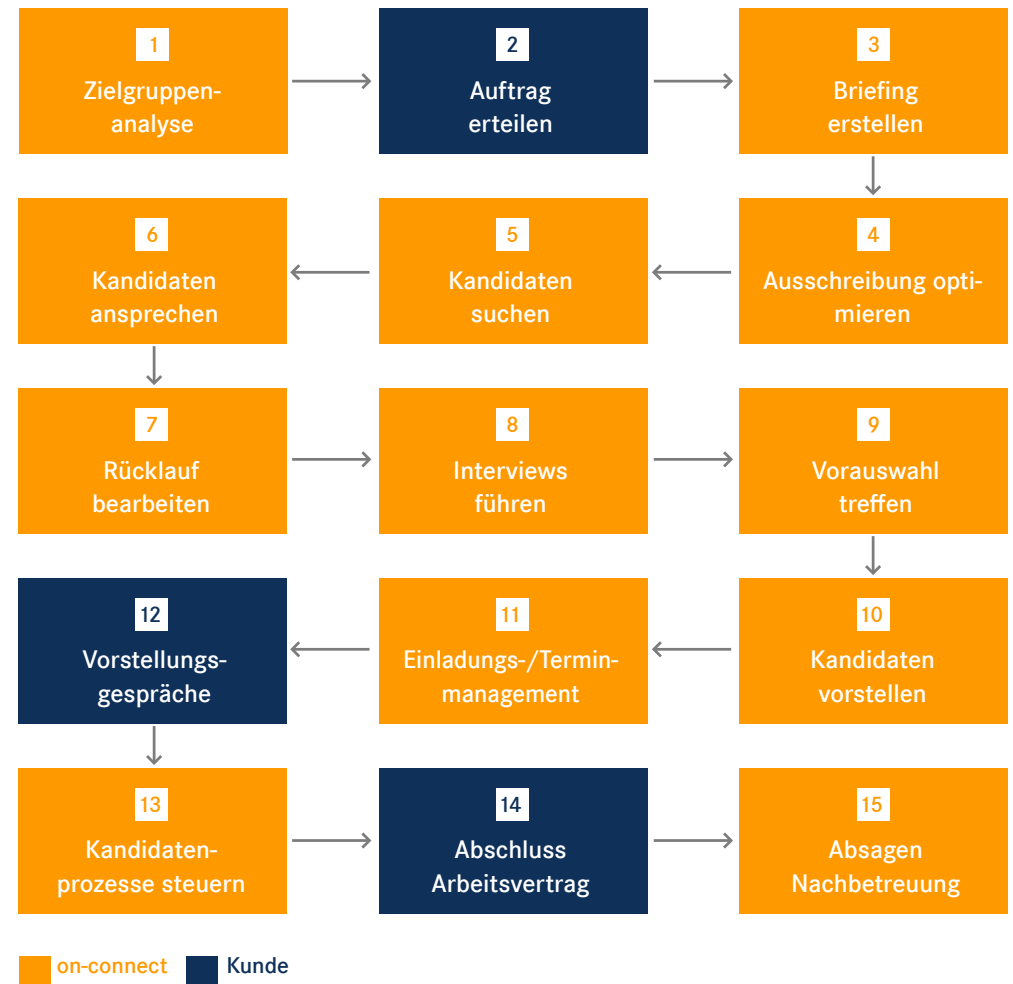 1
Zielgruppen-
analyse
2
Auftrag
erteilen
3
Briefing
erstellen
4
Ausschreibung opti-
mieren
5
Kandidaten
suchen
6
Kandidaten
ansprechen
7
Rücklauf
bearbeiten
8
Interviews
führen
9
Vorauswahl
treffen
10
Kandidaten
vorstellen
11
Einladungs-/Termin-
management
12
Vorstellungs-
gespräche
13
Kandidaten-
prozesse steuern
14
Abschluss
Arbeitsvertrag
15
Absagen
Nachbetreuung
on-connect
Kunde